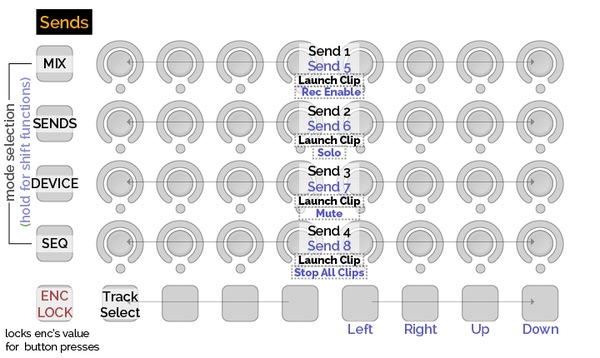 Sends
MIX
SENDS
DEVICE
SEQ
mode selection
(hold for shift functions)
Send 1
Send 5
Launch Clip
Rec Enable
Send 2
Send 6
Launch Clip
Solo
Send 3
Send 7
Launch Clip
Mute
Send 4
Send 8
Launch Clip
Stop All Clips
ENC
LOCK
Track
Select
Left
Right
Up
Down
locks enc's value
for button presses